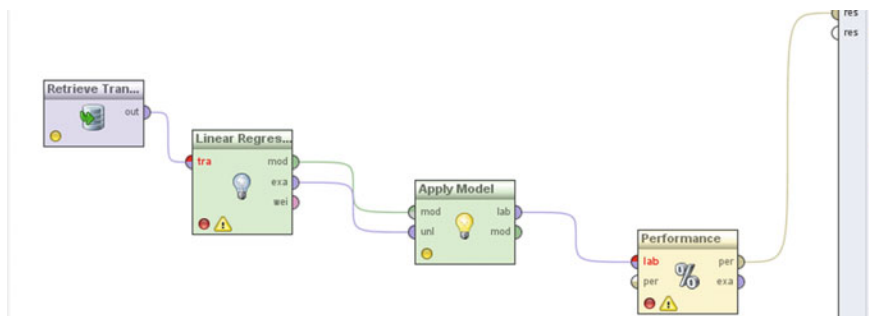 res
res
Retrieve Tran...
out
Linear Regres...
tra
mod
exa
wei
Apply Model
mod
lab
unl
mod
Performance
lab
per
per
exa